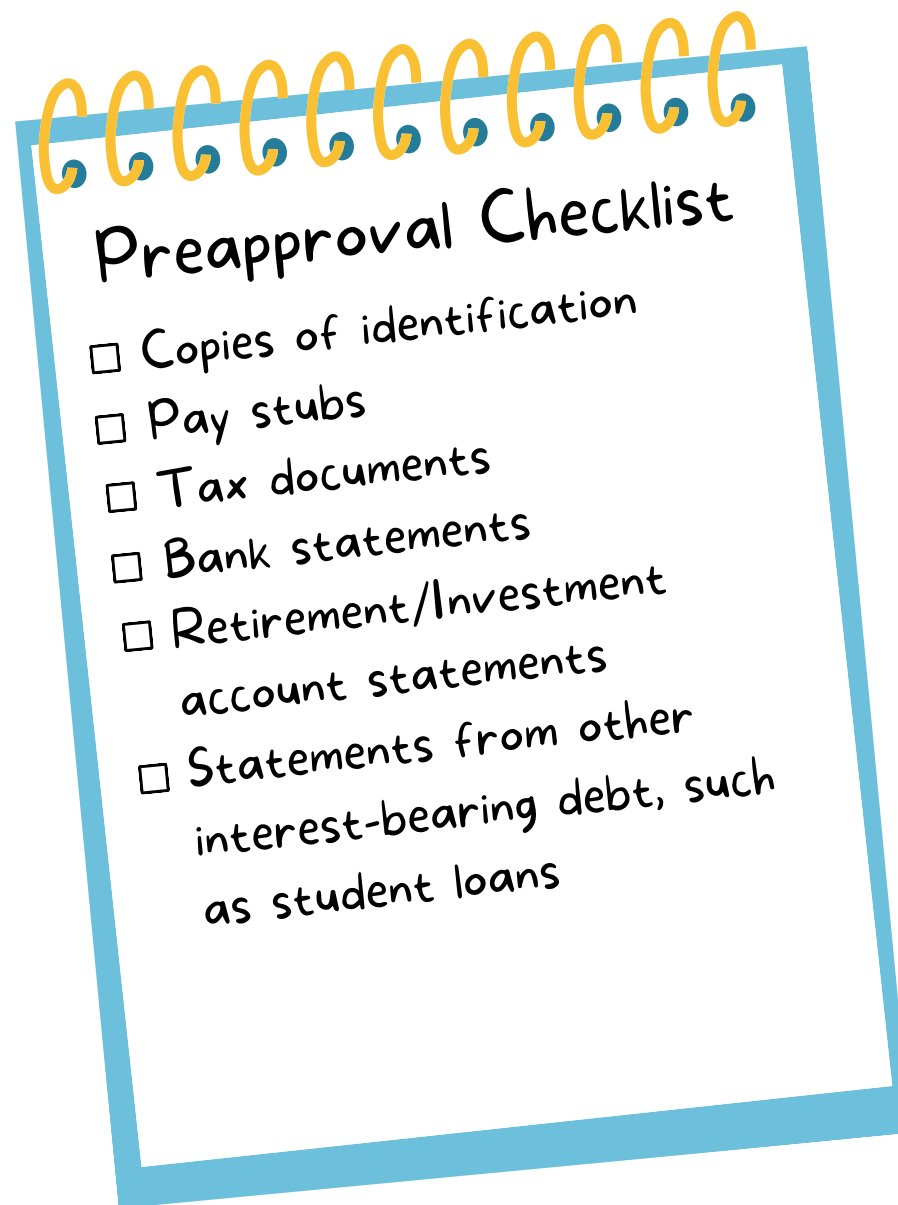 Preapproval Checklist
Copies of identification
Pay stubs
Tax documents
Bank statements
Retirement/Investment
account statements
Statements from other
interest-bearing debt, such
as student loans